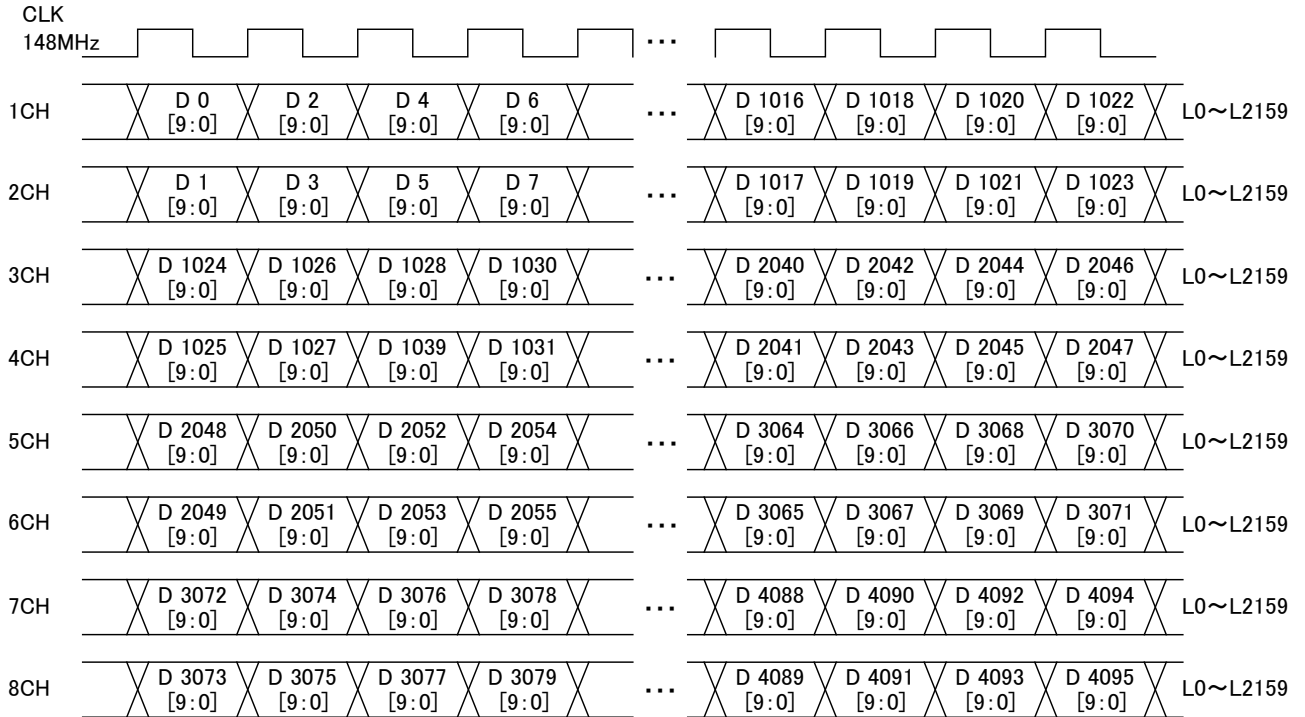 CLK
148MHz
...
1CH D 0 D 2 D 4 D 6 ... D 1016 D 1018 D 1020 D 1022 L0～L2159
[9:0] [9:0] [9:0] [9:0] [9:0] [9:0] [9:0] [9:0]
2CH D 1 D 3 D 5 D 7 ... D 1017 D 1019 D 1021 D 1023 L0～L2159
[9:0] [9:0] [9:0] [9:0] [9:0] [9:0] [9:0] [9:0]
3CH D 1024 D 1026 D 1028 D 1030 ... D 2040 D 2042 D 2044 D 2046 L0～L2159
[9:0] [9:0] [9:0] [9:0] [9:0] [9:0] [9:0] [9:0]
4CH D 1025 D 1027 D 1039 D 1031 ... D 2041 D 2043 D 2045 D 2047 L0～L2159
[9:0] [9:0] [9:0] [9:0] [9:0] [9:0] [9:0] [9:0]
5CH D 2048 D 2050 D 2052 D 2054 ... D 3064 D 3066 D 3068 D 3070 L0～L2159
[9:0] [9:0] [9:0] [9:0] [9:0] [9:0] [9:0] [9:0]
6CH D 2049 D 2051 D 2053 D 2055 ... D 3065 D 3067 D 3069 D 3071 L0～L2159
[9:0] [9:0] [9:0] [9:0] [9:0] [9:0] [9:0] [9:0]
7CH D 3072 D 3074 D 3076 D 3078 ... D 4088 D 4090 D 4092 D 4094 L0～L2159
[9:0] [9:0] [9:0] [9:0] [9:0] [9:0] [9:0] [9:0]
8CH D 3073 D 3075 D 3077 D 3079 ... D 4089 D 4091 D 4093 D 4095 L0～L2159
[9:0] [9:0] [9:0] [9:0] [9:0] [9:0] [9:0] [9:0]